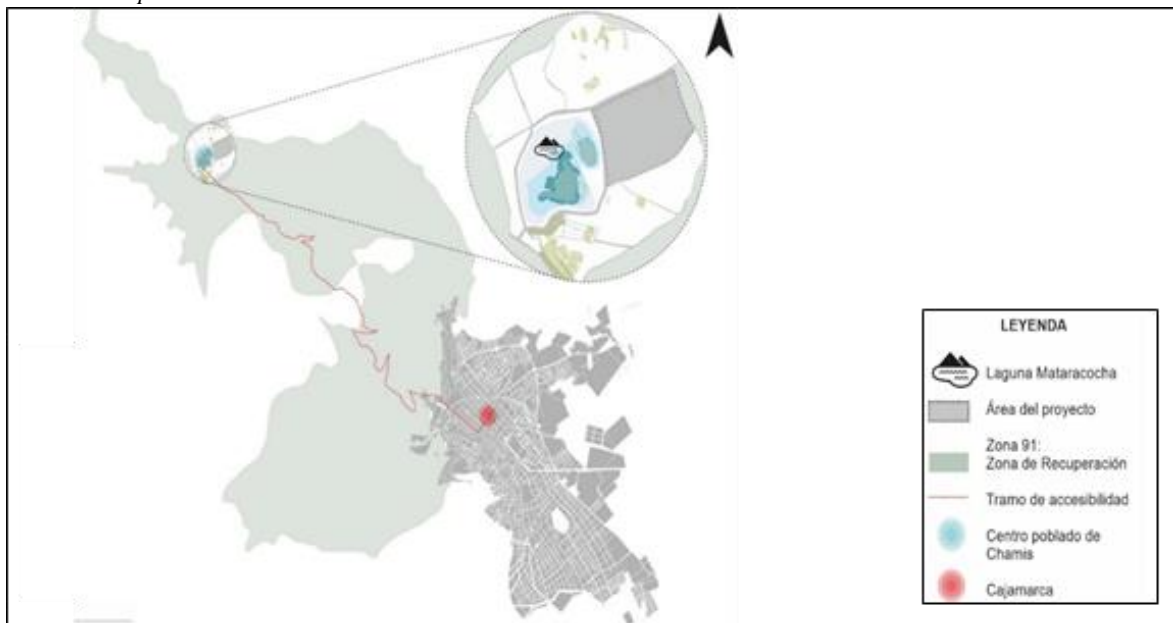 LEYENDA
Laguna Mataracocha
Área del proyecto
Zona 91:
Zona de Recuperación
Tramo de accesibilidad
Centro poblado de
Chamis
Cajamarca